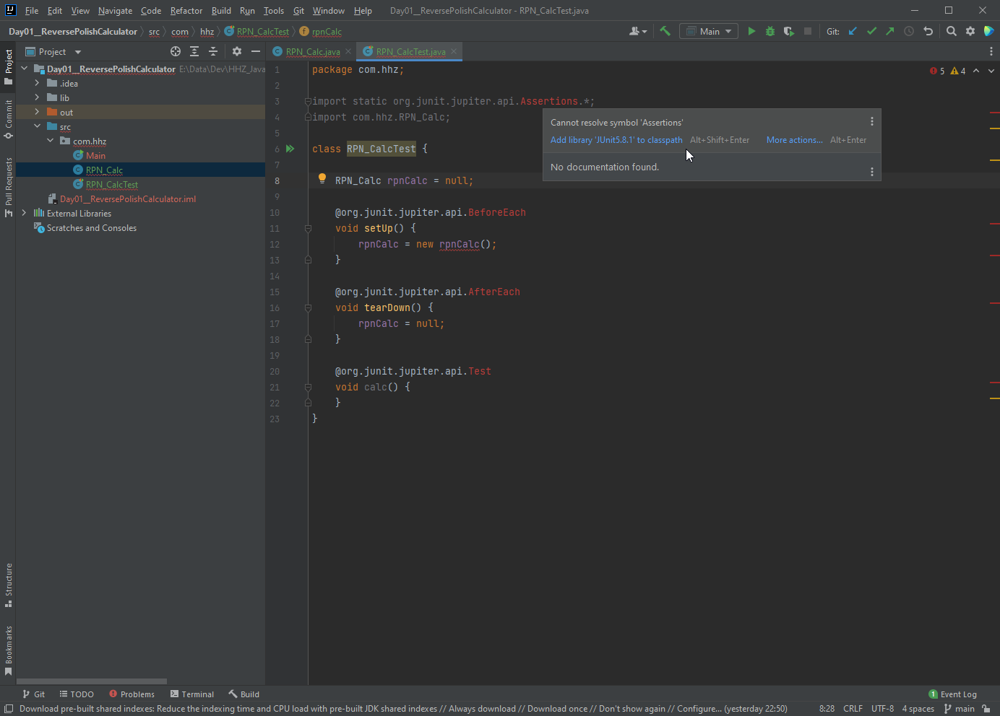 File Edit View Navigate Code Refactor Build Run Tools Git Window Help Day01__ReversePolishCalculator - RPN_CalcTest.java
Day01__ReversePolishCalculator src com hhz RPN_CalcTest rpnCalc Main Git:
Project RPN_Calc.java RPN_CalcTest.java
Project
Commit
Pull Requests
Structure
Bookmarks
Day01__ReversePolishCalculator E:\Data\Dev\HHZ_Java
.idea
lib
out
src
com.hhz
Main
RPN_Calc
RPN_CalcTest
Day01__ReversePolishCalculator.iml
External Libraries
Scratches and Consoles
5 4
1 package com.hhz;
2
3 import static org.junit.jupiter.api.Assertions.*;
4 import com.hhz.RPN_Calc;
5
6 class RPN_CalcTest {
7
8 RPN_Calc rpnCalc = null;
9
10 @org.junit.jupiter.api.BeforeEach
11 void setUp() {
12 rpnCalc = new rpnCalc();
13 }
14
15 @org.junit.jupiter.api.AfterEach
16 void tearDown() {
17 rpnCalc = null;
18 }
19
20 @org.junit.jupiter.api.Test
21 void calc() {
22 }
23 }
Cannot resolve symbol 'Assertions'
Add library 'JUnit5.8.1' to classpath Alt+Shift+Enter More actions... Alt+Enter
No documentation found.
Git TODO Problems Terminal Build 1 Event Log
Download pre-built shared indexes: Reduce the indexing time and CPU load with pre-built JDK shared indexes // Always download // Download once // Don't show again // Configure... (yesterday 22:50) 8:28 CRLF UTF-8 4 spaces main